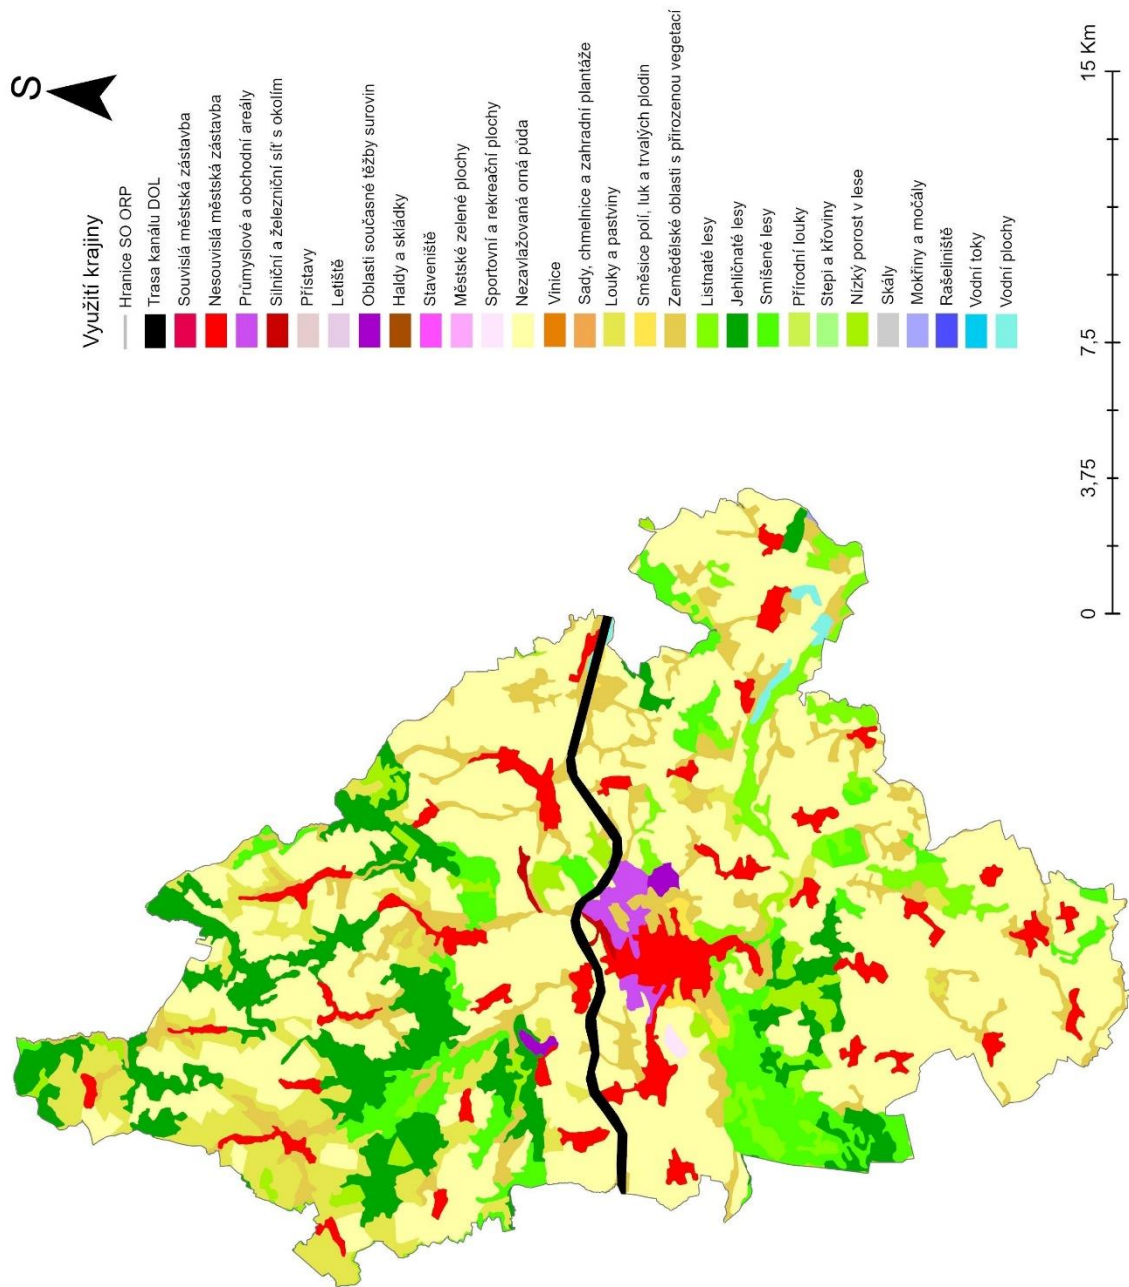 S
Využití krajiny
Hranice SO ORP
Trasa kanálu DOL
Souvislá městská zástavba
Nesouvislá městská zástavba
Průmyslové a obchodní areály
Silniční a železniční síť s okolím
Přístavy
Letiště
Oblasti současné těžby surovin
Haldy a skládky
Staveniště
Městské zelené plochy
Sportovní a rekreační plochy
Nezavlažovaná orná půda
Vinice
Sady, chmelnice a zahradní plantáže
Louky a pastviny
Směsice polí, luk a trvalých plodin
Zemědělské oblasti s přirozenou vegetací
Listnaté lesy
Jehličnaté lesy
Smíšené lesy
Přírodní louky
Stepi a křoviny
Nízký porost v lese
Skály
Mokřiny a močály
Rašeliniště
Vodní toky
Vodní plochy
0 3,75 7,5 15 Km